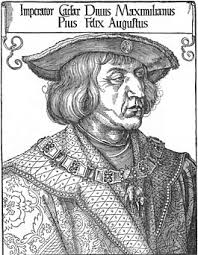 Imperator Cæsar Diuus Maximilianus
Pius Felix Augustus